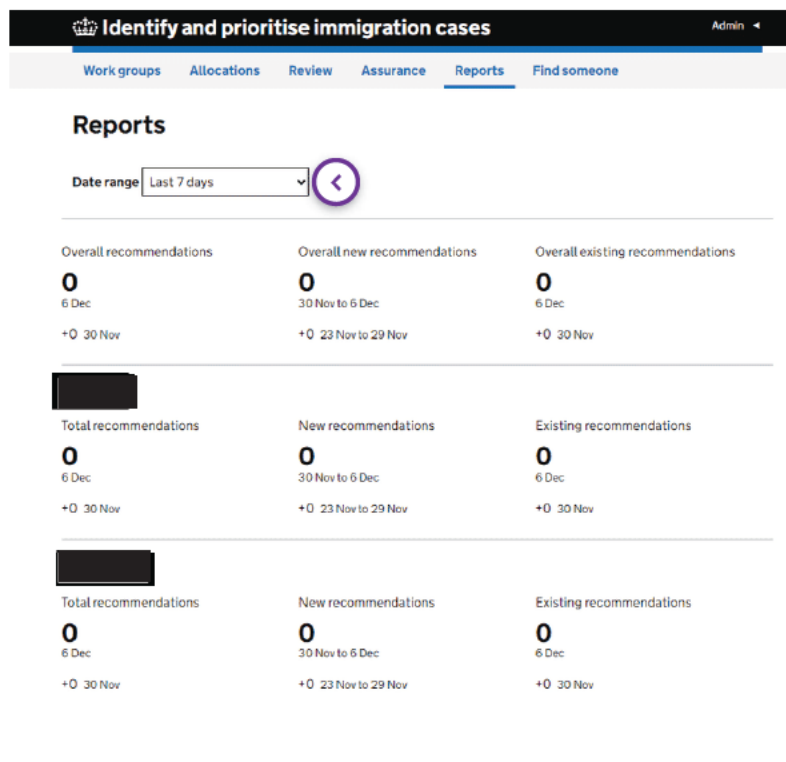 Identify and prioritise immigration cases Admin
Work groups Allocations Review Assurance Reports Find someone
Reports
Date range Last 7 days
Overall recommendations Overall new recommendations Overall existing recommendations
0 0 0
6 Dec 30 Nov to 6 Dec 6 Dec
+0 30 Nov +0 23 Nov to 29 Nov +0 30 Nov
Total recommendations New recommendations Existing recommendations
0 0 0
6 Dec 30 Nov to 6 Dec 6 Dec
+0 30 Nov +0 23 Nov to 29 Nov +0 30 Nov
Total recommendations New recommendations Existing recommendations
0 0 0
6 Dec 30 Nov to 6 Dec 6 Dec
+0 30 Nov +0 23 Nov to 29 Nov +0 30 Nov